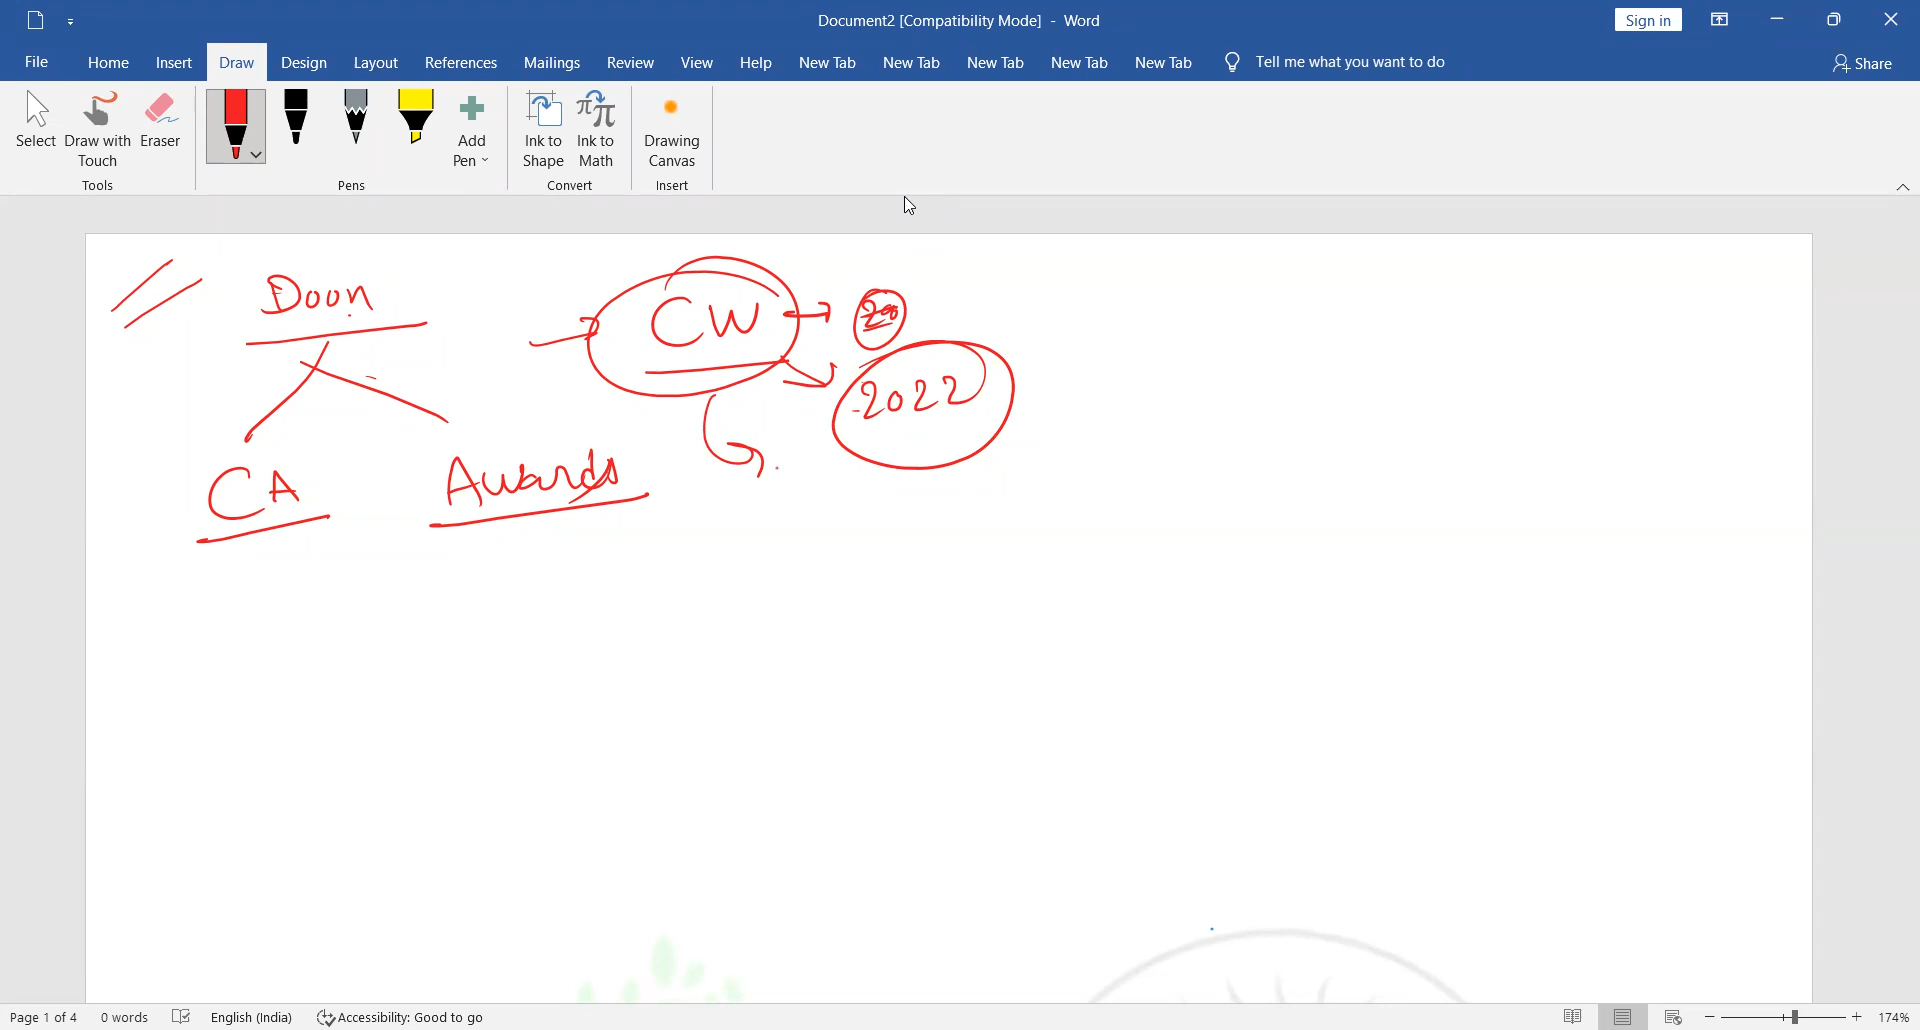 Document2 [Compatibility Mode] - Word
Sign in
File Home Insert Draw Design Layout References Mailings Review View Help New Tab New Tab New Tab New Tab New Tab Tell me what you want to do Share
Select
Draw with Touch
Eraser
Add Pen
Ink to Shape
Ink to Math
Drawing Canvas
Tools Pens Convert Insert
Doon
CW
2022
CA
Awards
Page 1 of 4 0 words English (India) Accessibility: Good to go 174%